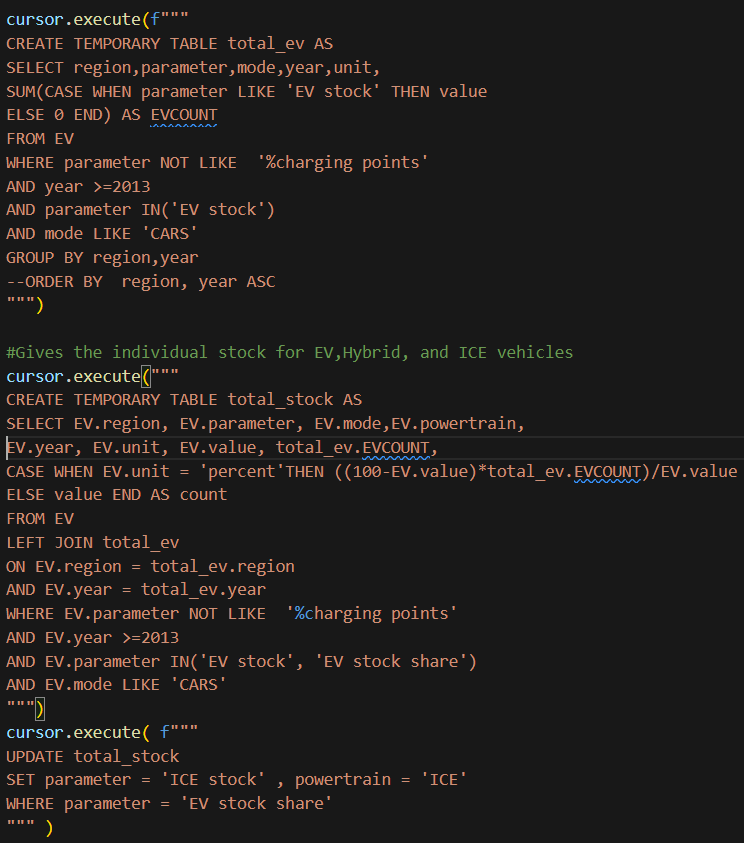 cursor.execute(f"""
CREATE TEMPORARY TABLE total_ev AS
SELECT region,parameter,mode,year,unit,
SUM(CASE WHEN parameter LIKE 'EV stock' THEN value
ELSE 0 END) AS EVCOUNT
FROM EV
WHERE parameter NOT LIKE  '%charging points'
AND year >=2013
AND parameter IN('EV stock')
AND mode LIKE 'CARS'
GROUP BY region,year
--ORDER BY  region, year ASC
""")
#Gives the individual stock for EV,Hybrid, and ICE vehicles
cursor.execute("""
CREATE TEMPORARY TABLE total_stock AS
SELECT EV.region, EV.parameter, EV.mode,EV.powertrain,
EV.year, EV.unit, EV.value, total_ev.EVCOUNT,
CASE WHEN EV.unit = 'percent'THEN ((100-EV.value)*total_ev.EVCOUNT)/EV.value
ELSE value END AS count
FROM EV
LEFT JOIN total_ev
ON EV.region = total_ev.region
AND EV.year = total_ev.year
WHERE EV.parameter NOT LIKE  '%charging points'
AND EV.year >=2013
AND EV.parameter IN('EV stock', 'EV stock share')
AND EV.mode LIKE 'CARS'
""")
cursor.execute( f"""
UPDATE total_stock
SET parameter = 'ICE stock' , powertrain = 'ICE'
WHERE parameter = 'EV stock share'
""" )